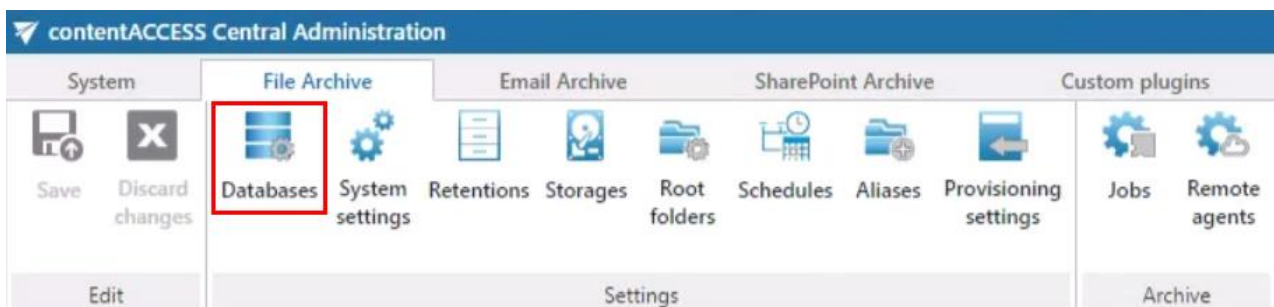 contentACCESS Central Administration
System File Archive Email Archive SharePoint Archive Custom plugins
Save Discard changes Databases System settings Retentions Storages Root folders Schedules Aliases Provisioning settings Jobs Remote agents
Edit Settings Archive